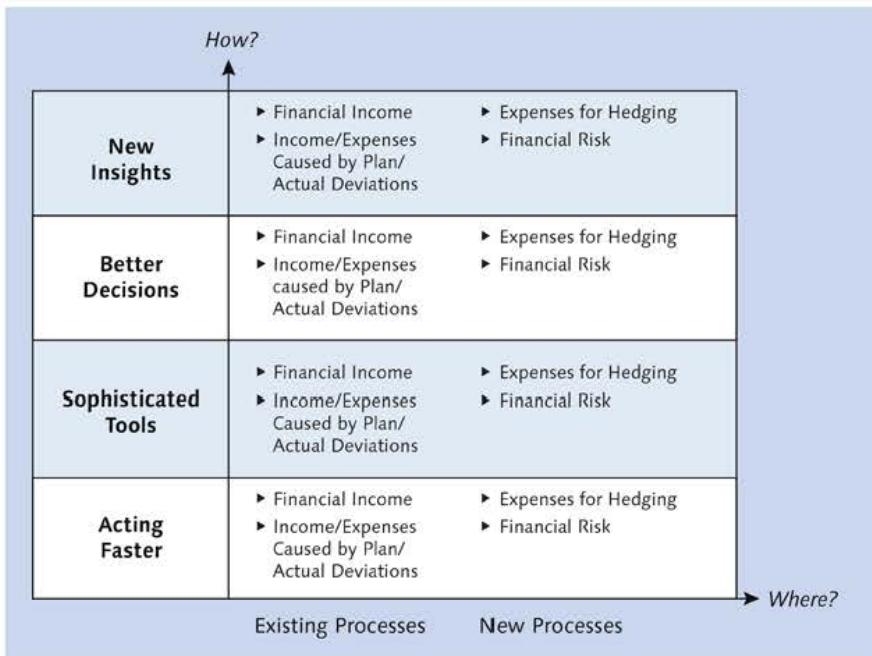 How?
New
Insights
▸ Financial Income
▸ Income/Expenses
Caused by Plan/
Actual Deviations
▸ Expenses for Hedging
▸ Financial Risk
Better
Decisions
▸ Financial Income
▸ Income/Expenses
caused by Plan/
Actual Deviations
▸ Expenses for Hedging
▸ Financial Risk
Sophisticated
Tools
▸ Financial Income
▸ Income/Expenses
Caused by Plan/
Actual Deviations
▸ Expenses for Hedging
▸ Financial Risk
Acting
Faster
▸ Financial Income
▸ Income/Expenses
Caused by Plan/
Actual Deviations
▸ Expenses for Hedging
▸ Financial Risk
Where?
Existing Processes
New Processes